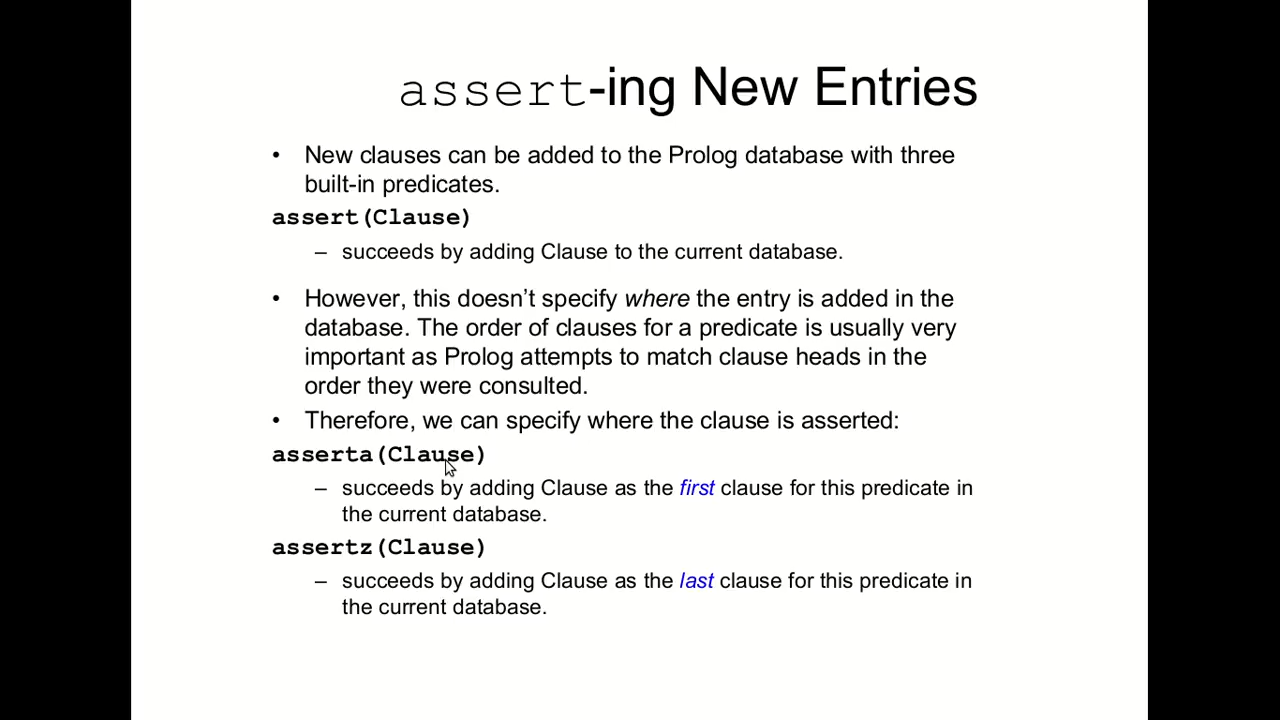 assert-ing New Entries
• New clauses can be added to the Prolog database with three
built-in predicates.
assert(Clause)
– succeeds by adding Clause to the current database.
• However, this doesn’t specify where the entry is added in the
database. The order of clauses for a predicate is usually very
important as Prolog attempts to match clause heads in the
order they were consulted.
• Therefore, we can specify where the clause is asserted:
asserta(Clause)
– succeeds by adding Clause as the first clause for this predicate in
the current database.
assertz(Clause)
– succeeds by adding Clause as the last clause for this predicate in
the current database.